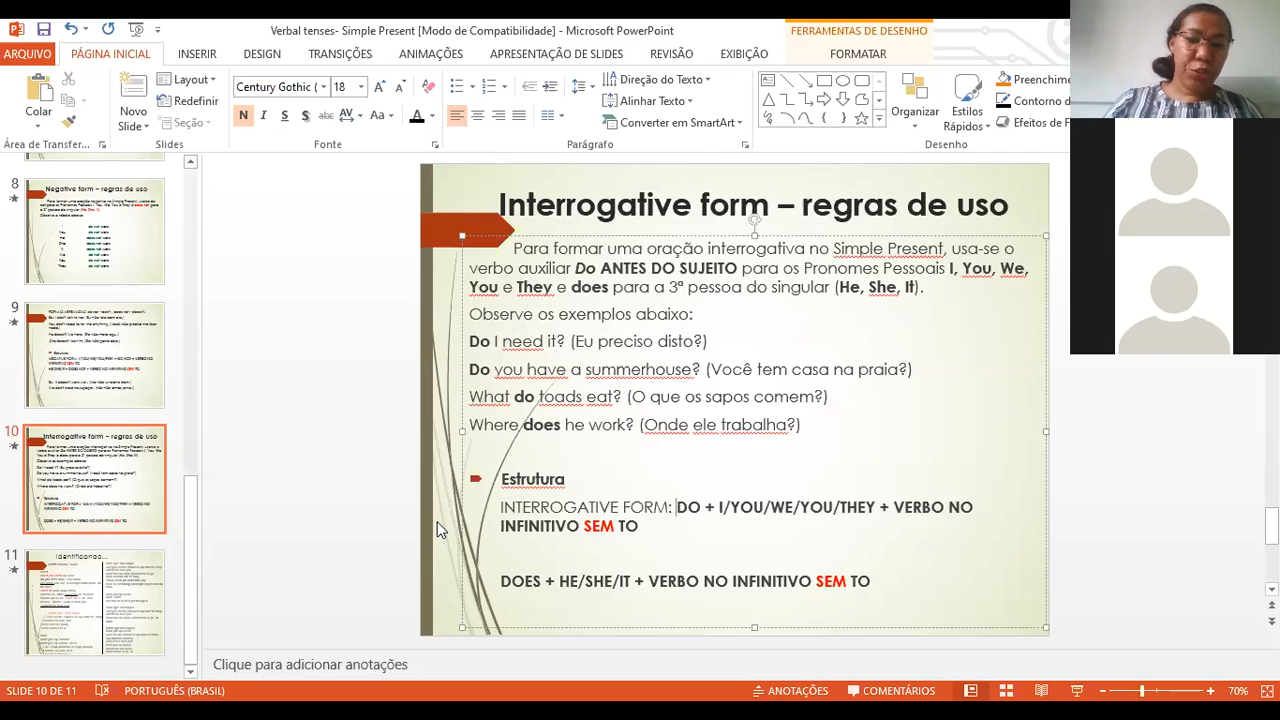 Verbal tenses- Simple Present [Modo de Compatibilidade] - Microsoft PowerPoint
FERRAMENTAS DE DESENHO
ARQUIVO PÁGINA INICIAL INSERIR DESIGN TRANSIÇÕES ANIMAÇÕES APRESENTAÇÃO DE SLIDES REVISÃO EXIBIÇÃO FORMATAR
Colar
Novo Slide
Layout
Redefinir
Seção
Century Gothic ( 18
N I S S abc AV Aa A
Direção do Texto
Alinhar Texto
Converter em SmartArt
Organizar
Estilos Rápidos
Preenchime
Contorno d
Efeitos de F
Área de Transfer... Slides Fonte Parágrafo Desenho
8
Negative form – regras de uso
9
10
Interrogative form – regras de uso
11
Identificando...
Interrogative form – regras de uso
Para formar uma oração interrogativa no Simple Present, usa-se o
verbo auxiliar Do ANTES DO SUJEITO para os Pronomes Pessoais I, You, We,
You e They e does para a 3ª pessoa do singular (He, She, It).
Observe os exemplos abaixo:
Do I need it? (Eu preciso disto?)
Do you have a summerhouse? (Você tem casa na praia?)
What do toads eat? (O que os sapos comem?)
Where does he work? (Onde ele trabalha?)
Estrutura
INTERROGATIVE FORM: DO + I/YOU/WE/YOU/THEY + VERBO NO
INFINITIVO SEM TO
DOES + HE/SHE/IT + VERBO NO INFINITIVO SEM TO
Clique para adicionar anotações
SLIDE 10 DE 11 PORTUGUÊS (BRASIL) ANOTAÇÕES COMENTÁRIOS 70%